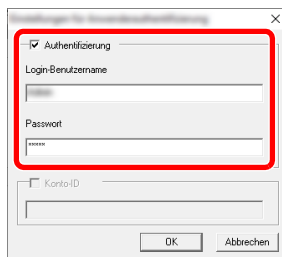 Authentifizierung
Login-Benutzername
Passwort
*****
Konto-ID
OK Abbrechen